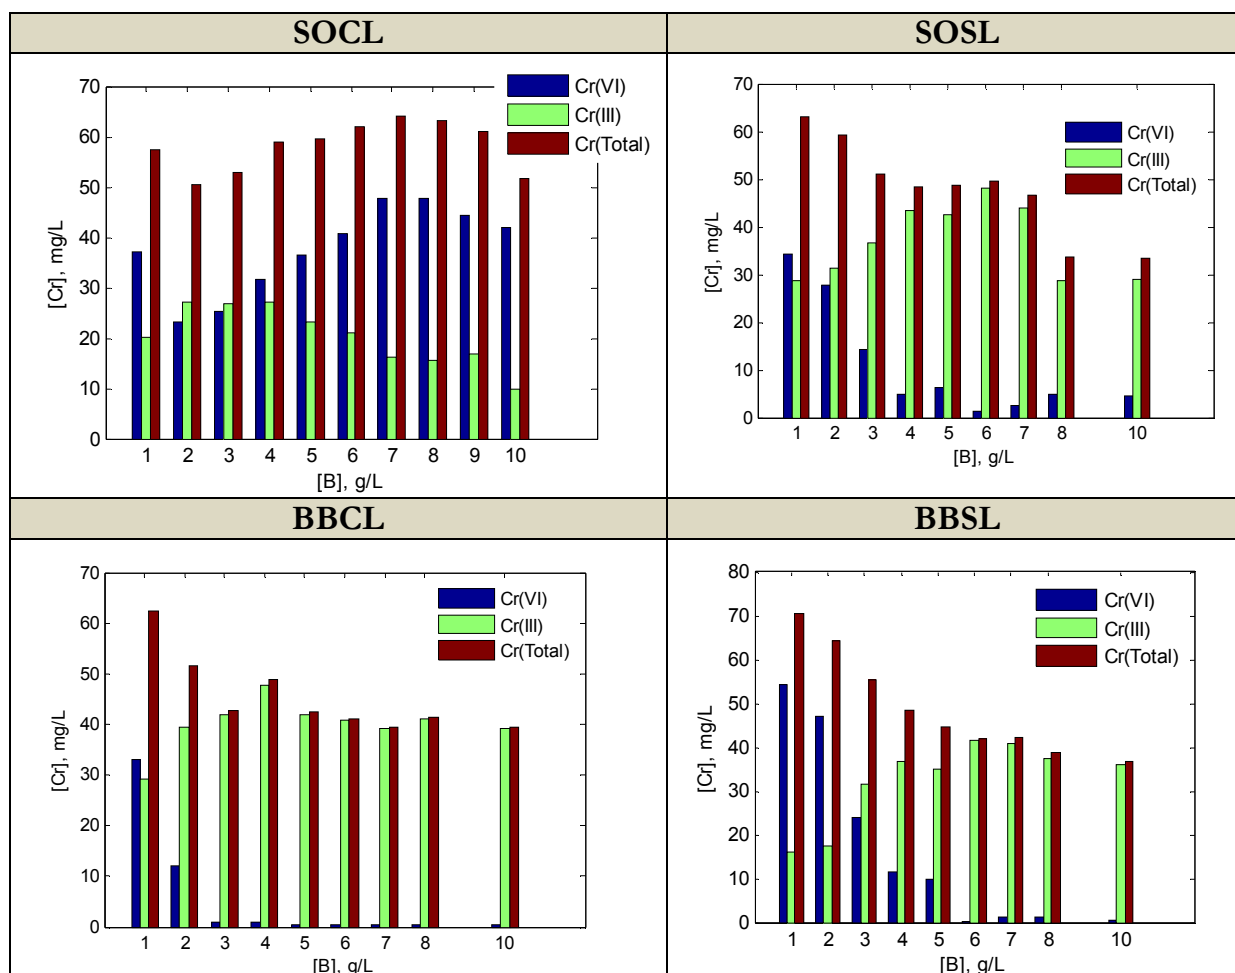 SOCL
SOSL
70
60
50
40
30
20
10
0
[Cr], mg/L
Cr(VI)
Cr(III)
Cr(Total)
1 2 3 4 5 6 7 8 9 10
[B], g/L
70
60
50
40
30
20
10
0
[Cr], mg/L
Cr(VI)
Cr(III)
Cr(Total)
1 2 3 4 5 6 7 8 10
[B], g/L
BBCL
BBSL
70
60
50
40
30
20
10
0
[Cr], mg/L
Cr(VI)
Cr(III)
Cr(Total)
1 2 3 4 5 6 7 8 10
[B], g/L
80
70
60
50
40
30
20
10
0
[Cr], mg/L
Cr(VI)
Cr(III)
Cr(Total)
1 2 3 4 5 6 7 8 10
[B], g/L